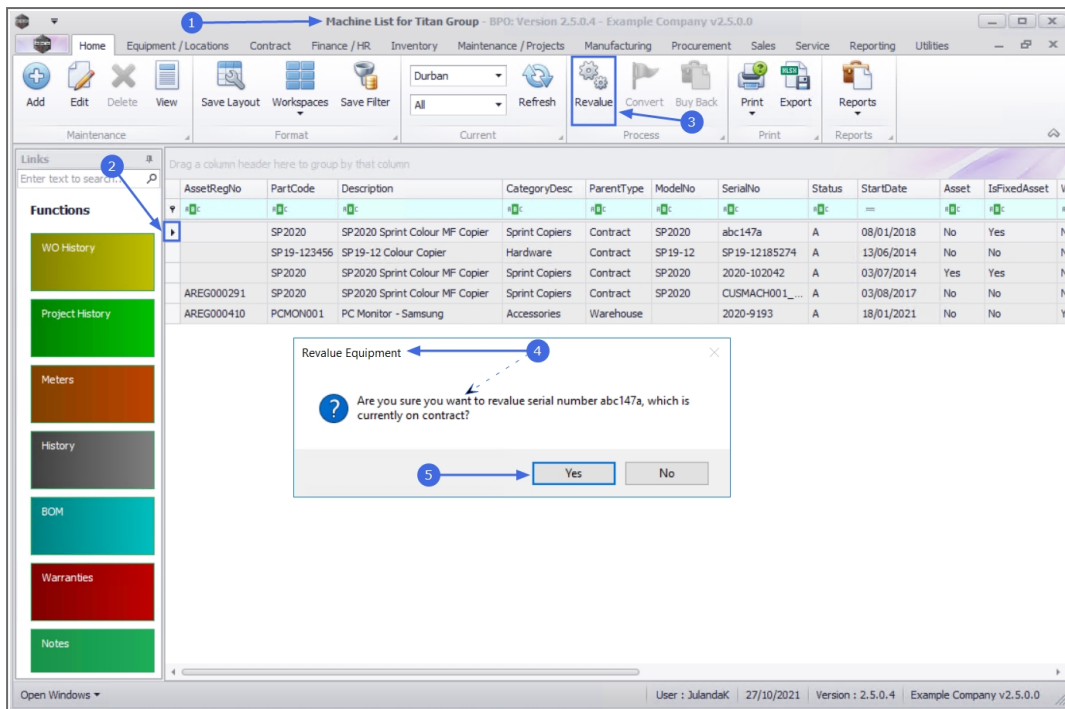 1
Machine List for Titan Group - BPO: Version 2.5.0.4 - Example Company v2.5.0.0
Home Equipment / Locations Contract Finance / HR Inventory Maintenance / Projects Manufacturing Procurement Sales Service Reporting Utilities
Durban
All
Add Edit Delete View Save Layout Workspaces Save Filter Refresh Revalue Convert Buy Back Print Export Reports
3
Maintenance Format Current Process Print Reports
Links
2
Enter text to search...
Drag a column header here to group by that column
AssetRegNo PartCode Description CategoryDesc ParentType ModelNo SerialNo Status StartDate Asset IsFixedAsset
SP2020 SP2020 Sprint Colour MF Copier Sprint Copiers Contract SP2020 abc147a A 08/01/2018 No Yes
SP19-123456 SP19-12 Colour Copier Hardware Contract SP19-12 SP19-12185274 A 13/06/2014 No No
SP2020 SP2020 Sprint Colour MF Copier Sprint Copiers Contract SP2020 2020-102042 A 03/07/2014 Yes Yes
AREG000291 SP2020 SP2020 Sprint Colour MF Copier Sprint Copiers Contract SP2020 CUSMACH001_... A 03/08/2017 No No
AREG000410 PCMON001 PC Monitor - Samsung Accessories Warehouse 2020-9193 A 18/01/2021 No No
Functions
WO History
Project History
Meters
History
BOM
Warranties
Notes
Revalue Equipment
4
Are you sure you want to revalue serial number abc147a, which is
currently on contract?
5
Yes No
Open Windows User : JulandaK 27/10/2021 Version : 2.5.0.4 Example Company v2.5.0.0